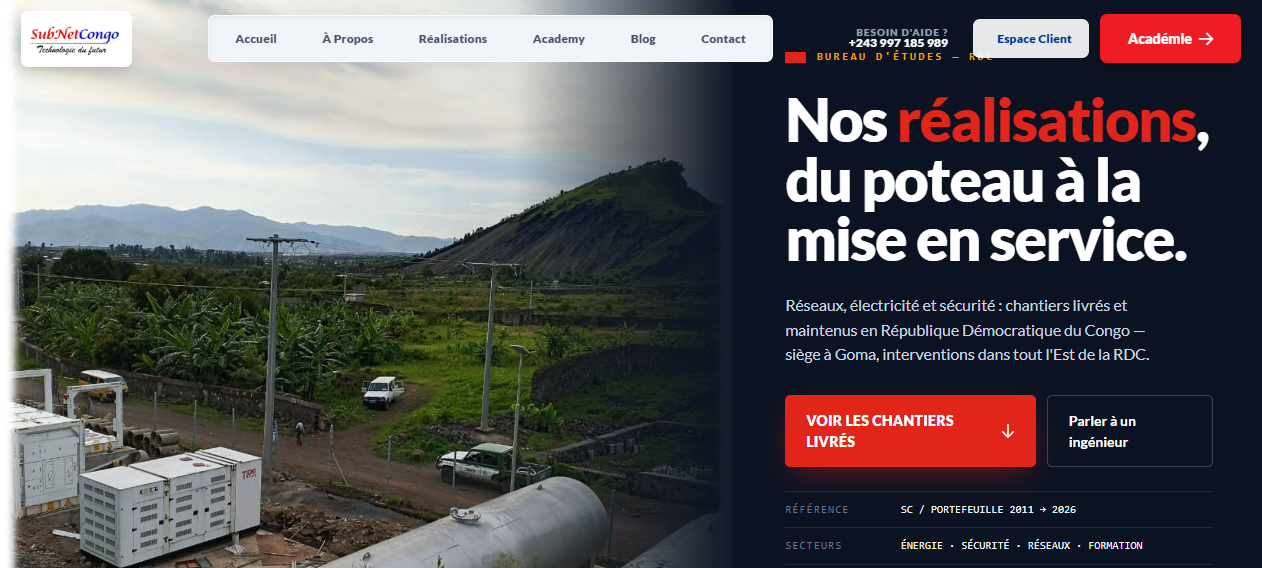 SubNetCongo
Technologie du futur
Accueil
À Propos
Réalisations
Academy
Blog
Contact
BESOIN D'AIDE ?
+243 997 185 989
Espace Client
Académie →
BUREAU D'ÉTUDES — RDC
Nos réalisations,
du poteau à la
mise en service.
Réseaux, électricité et sécurité : chantiers livrés et
maintenus en République Démocratique du Congo —
siège à Goma, interventions dans tout l'Est de la RDC.
VOIR LES CHANTIERS
LIVRÉS ↓
Parler à un
ingénieur
RÉFÉRENCE
SC / PORTEFEUILLE 2011 → 2026
SECTEURS
ÉNERGIE · SÉCURITÉ · RÉSEAUX · FORMATION